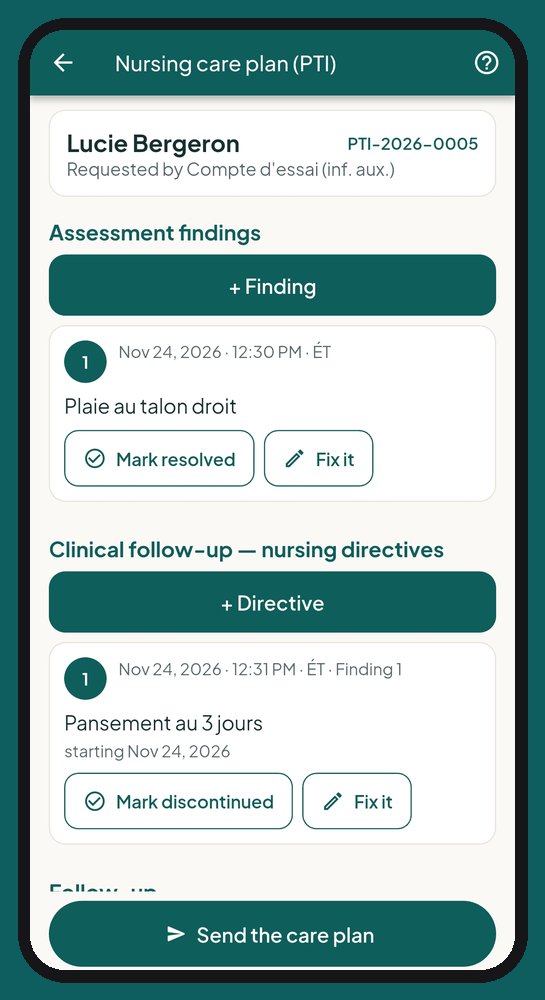 Nursing care plan (PTI)
Lucie Bergeron
PTI-2026-0005
Requested by Compte d'essai (inf. aux.)
Assessment findings
+ Finding
1
Nov 24, 2026 · 12:30 PM · ÉT
Plaie au talon droit
Mark resolved
Fix it
Clinical follow-up — nursing directives
+ Directive
1
Nov 24, 2026 · 12:31 PM · ÉT · Finding 1
Pansement au 3 jours
starting Nov 24, 2026
Mark discontinued
Fix it
Follow-up
Send the care plan